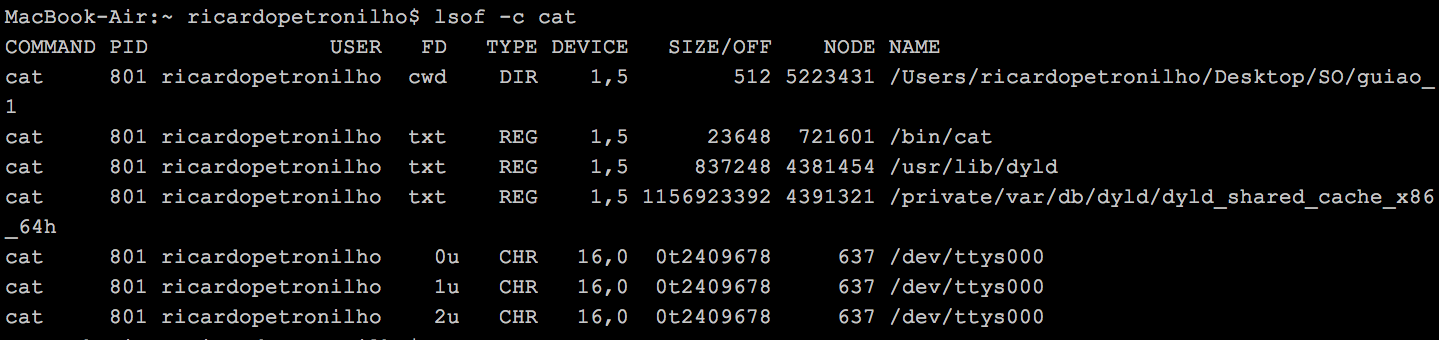 MacBook-Air:~ ricardopetronilho$ lsof -c cat
COMMAND PID USER FD TYPE DEVICE SIZE/OFF NODE NAME
cat 801 ricardopetronilho cwd DIR 1,5 512 5223431 /Users/ricardopetronilho/Desktop/SO/guiao_
1
cat 801 ricardopetronilho txt REG 1,5 23648 721601 /bin/cat
cat 801 ricardopetronilho txt REG 1,5 837248 4381454 /usr/lib/dyld
cat 801 ricardopetronilho txt REG 1,5 1156923392 4391321 /private/var/db/dyld/dyld_shared_cache_x86
_64h
cat 801 ricardopetronilho 0u CHR 16,0 0t2409678 637 /dev/ttys000
cat 801 ricardopetronilho 1u CHR 16,0 0t2409678 637 /dev/ttys000
cat 801 ricardopetronilho 2u CHR 16,0 0t2409678 637 /dev/ttys000